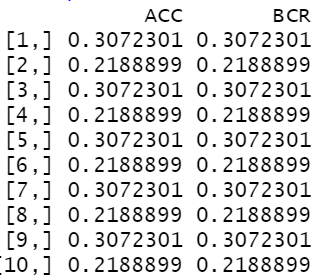 ACC BCR
[1,] 0.3072301 0.3072301
[2,] 0.2188899 0.2188899
[3,] 0.3072301 0.3072301
[4,] 0.2188899 0.2188899
[5,] 0.3072301 0.3072301
[6,] 0.2188899 0.2188899
[7,] 0.3072301 0.3072301
[8,] 0.2188899 0.2188899
[9,] 0.3072301 0.3072301
[10,] 0.2188899 0.2188899